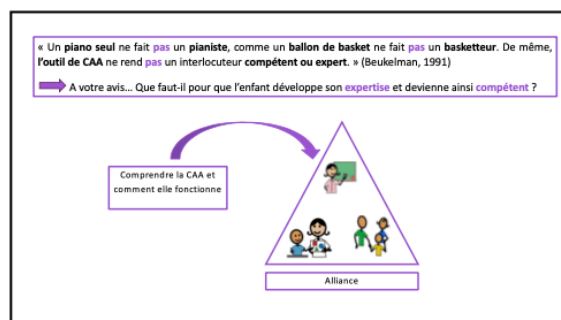 « Un piano seul ne fait pas un pianiste, comme un ballon de basket ne fait pas un basketteur. De même,
l'outil de CAA ne rend pas un interlocuteur compétent ou expert. » (Beukelman, 1991)
A votre avis... Que faut-il pour que l'enfant développe son expertise et devienne ainsi compétent ?
Comprendre la CAA et
comment elle fonctionne
Alliance